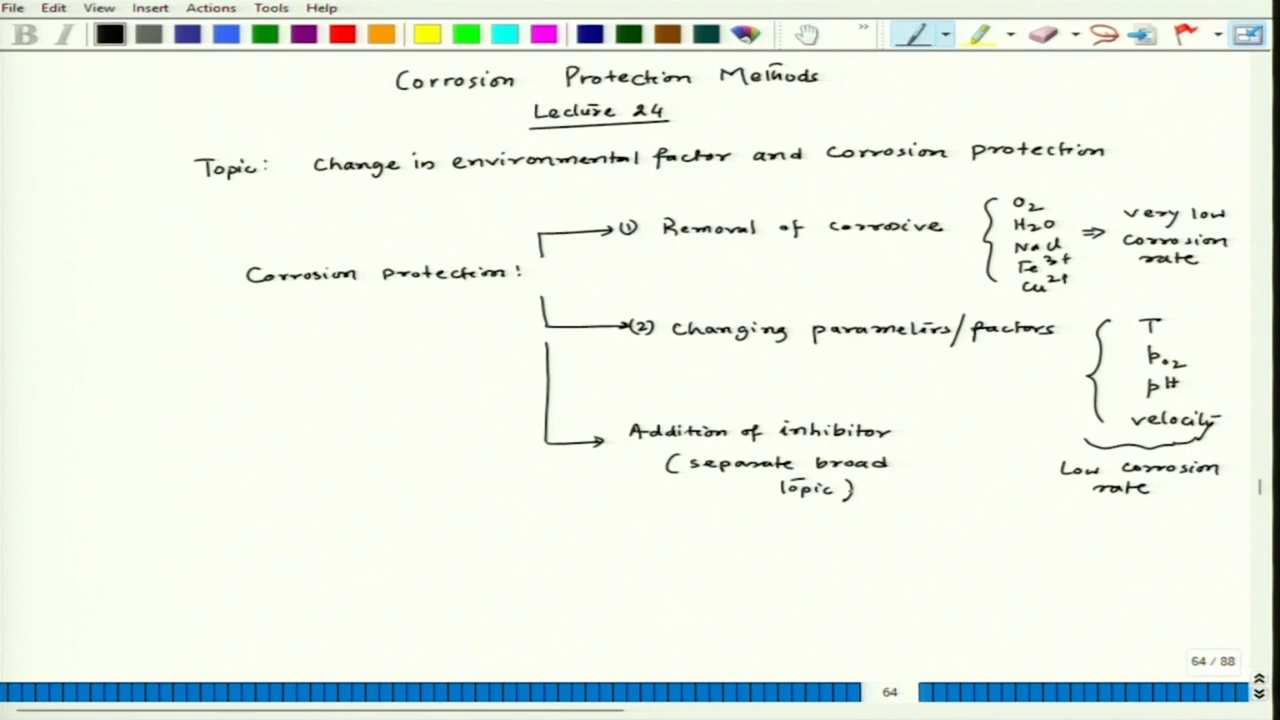 File Edit View Insert Actions Tools Help
B I
Corrosion Protection Methods
Lecture 24
Topic: Change in environmental factor and corrosion protection
Corrosion protection:
(1) Removal of corrosive
O2
H2O
NaCl
Fe3+
Cu2+
⇒ very low
corrosion
rate
(2) Changing parameters/factors
T
pO2
pH
velocity
Low corrosion
rate
Addition of inhibitor
(separate broad
topic)
64 / 88
64